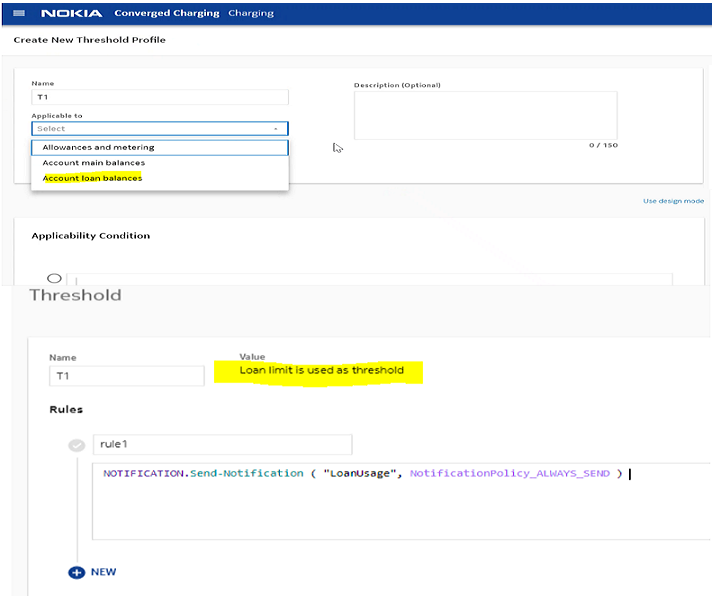 NOKIA Converged Charging Charging
Create New Threshold Profile
Name
Description (Optional)
T1
Applicable to
Select
Allowances and metering
0 / 150
Account main balances
Account loan balances
Use design mode
Applicability Condition
Threshold
Name
Value
Loan limit is used as threshold
T1
Rules
rule1
NOTIFICATION.Send-Notification ( "LoanUsage", NotificationPolicy_ALWAYS_SEND )
NEW